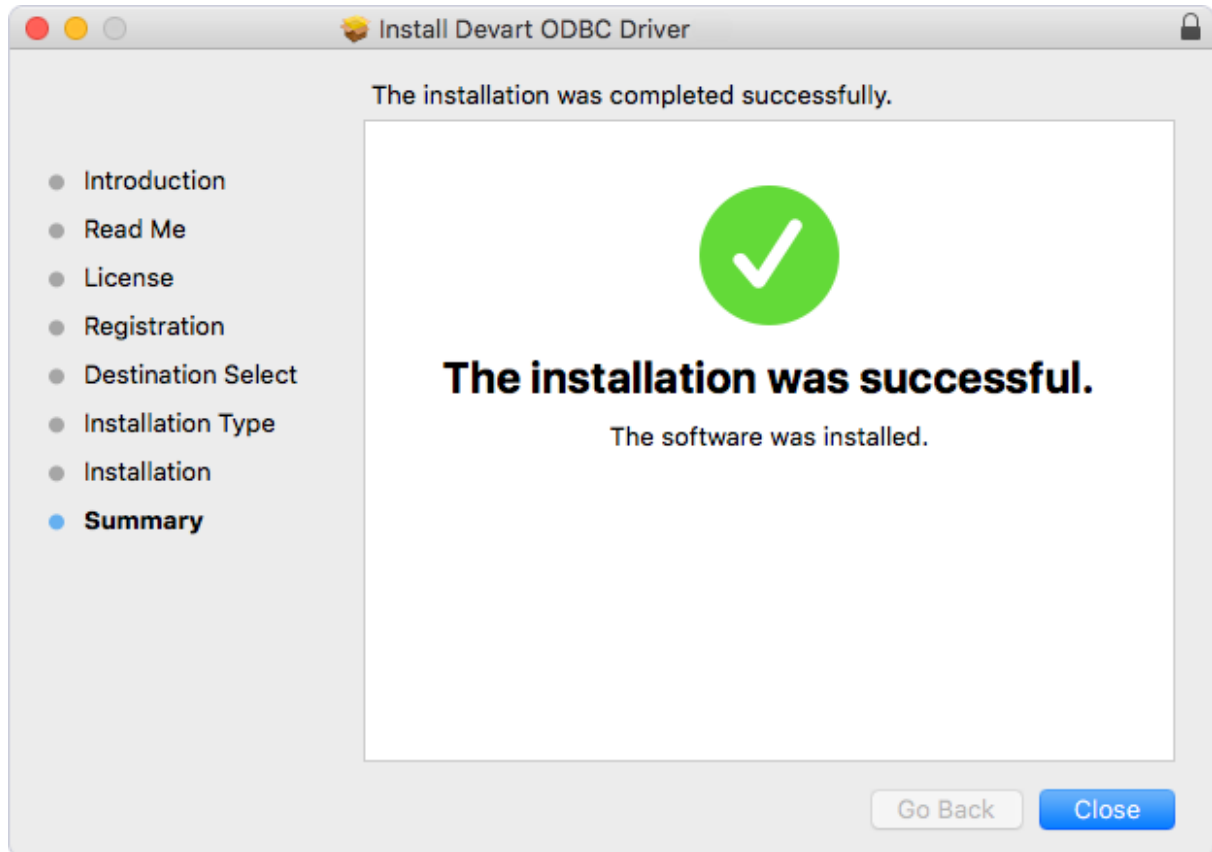 Install Devart ODBC Driver
The installation was completed successfully.
Introduction
Read Me
License
Registration
Destination Select
Installation Type
Installation
Summary
The installation was successful.
The software was installed.
Go Back
Close